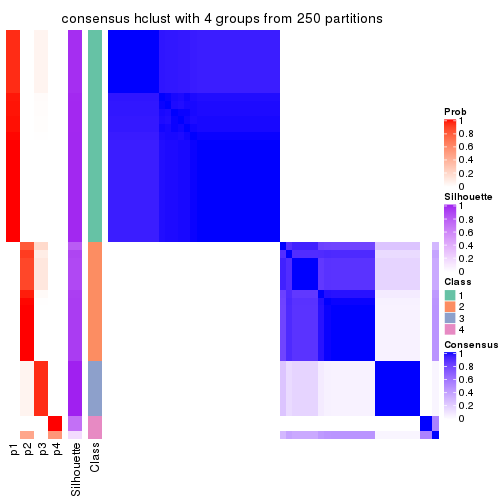 consensus hclust with 4 groups from 250 partitions
Prob
1
0.8
0.6
0.4
0.2
0
Silhouette
1
0.8
0.6
0.4
0.2
0
Class
1
2
3
4
Consensus
1
0.8
0.6
0.4
0.2
0
p1
p2
p3
p4
Silhouette
Class